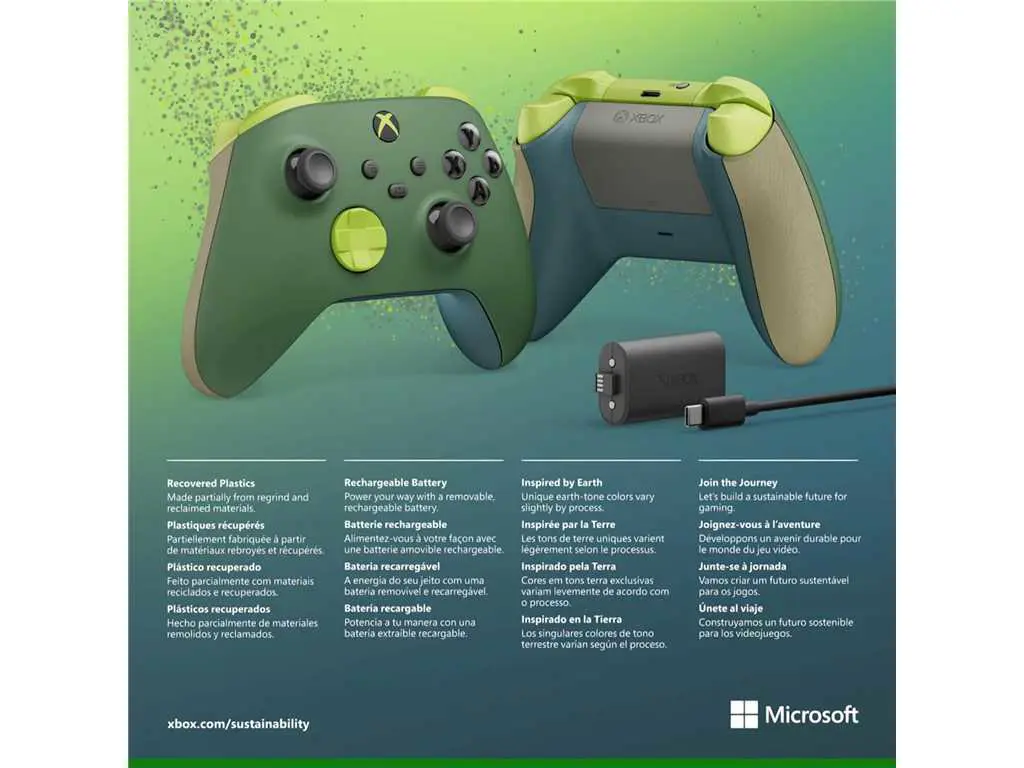 XBOX
Y
X
B
A
XBOX
Recovered Plastics
Made partially from regrind and
reclaimed materials.
Plastiques récupérés
Partiellement fabriquée à partir
de matériaux rebroyés et récupérés.
Plástico recuperado
Feito parcialmente com materiais
reciclados e recuperados.
Plásticos recuperados
Hecho parcialmente de materiales
remolidos y reclamados.
Rechargeable Battery
Power your way with a removable,
rechargeable battery.
Batterie rechargeable
Alimentez-vous à votre façon avec
une batterie amovible rechargeable.
Bateria recarregável
A energia do seu jeito com uma
bateria removível e recarregável.
Batería recargable
Potencia a tu manera con una
batería extraíble recargable.
Inspired by Earth
Unique earth-tone colors vary
slightly by process.
Inspirée par la Terre
Les tons de terre uniques varient
légèrement selon le processus.
Inspirado pela Terra
Cores em tons terra exclusivas
variam levemente de acordo com
o processo.
Inspirado en la Tierra
Los singulares colores de tono
terrestre varían según el proceso.
Join the Journey
Let's build a sustainable future for
gaming.
Joignez-vous à l'aventure
Développons un avenir durable pour
le monde du jeu vidéo.
Junte-se à jornada
Vamos criar um futuro sustentável
para os jogos.
Únete al viaje
Construyamos un futuro sostenible
para los videojuegos.
xbox.com/sustainability
Microsoft